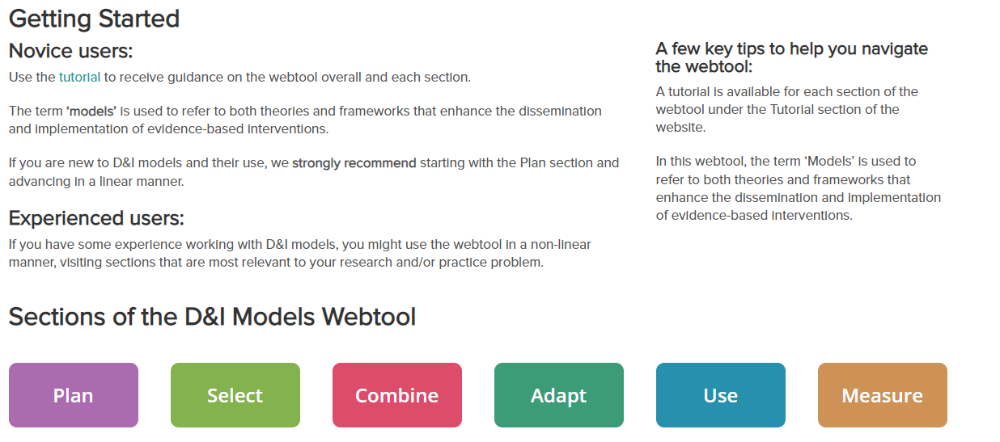 Getting Started
Novice users:
Use the tutorial to receive guidance on the webtool overall and each section.
The term ‘models’ is used to refer to both theories and frameworks that enhance the dissemination
and implementation of evidence-based interventions.
If you are new to D&I models and their use, we strongly recommend starting with the Plan section and
advancing in a linear manner.
Experienced users:
If you have some experience working with D&I models, you might use the webtool in a non-linear
manner, visiting sections that are most relevant to your research and/or practice problem.
A few key tips to help you navigate
the webtool:
A tutorial is available for each section of the
webtool under the Tutorial section of the
website.
In this webtool, the term ‘Models’ is used to
refer to both theories and frameworks that
enhance the dissemination and implementation
of evidence-based interventions.
Sections of the D&I Models Webtool
Plan
Select
Combine
Adapt
Use
Measure